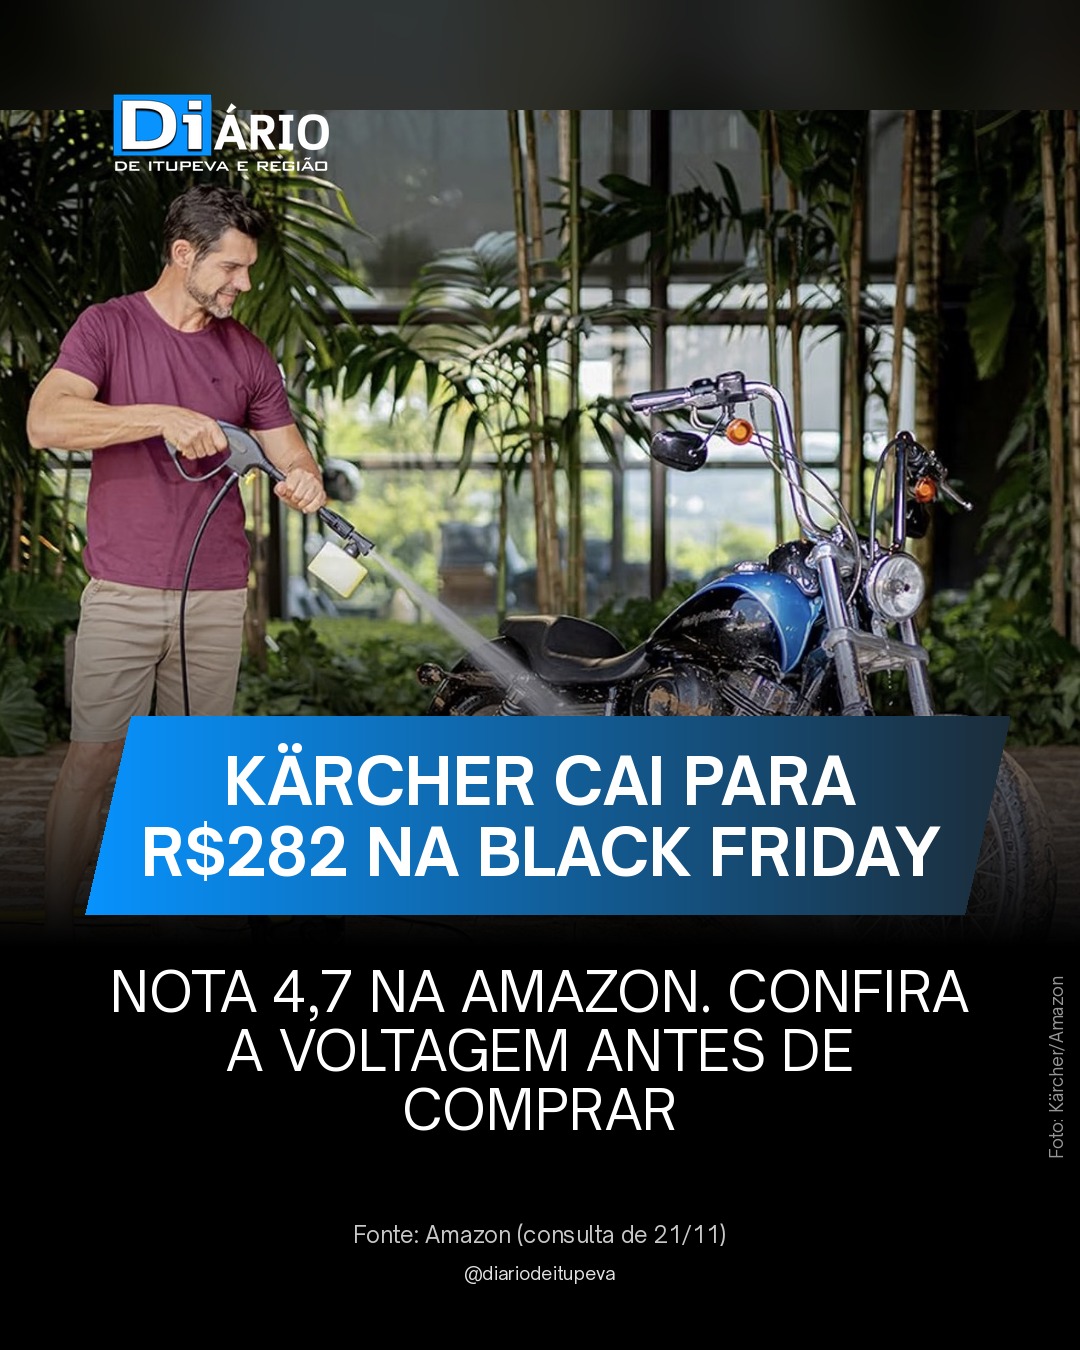 DiÁRIO
DE ITUPEVA E REGIÃO
KÄRCHER CAI PARA
R$282 NA BLACK FRIDAY
NOTA 4,7 NA AMAZON. CONFIRA
A VOLTAGEM ANTES DE
COMPRAR
Foto: Kärcher/Amazon
Fonte: Amazon (consulta de 21/11)
@diariodeitupeva